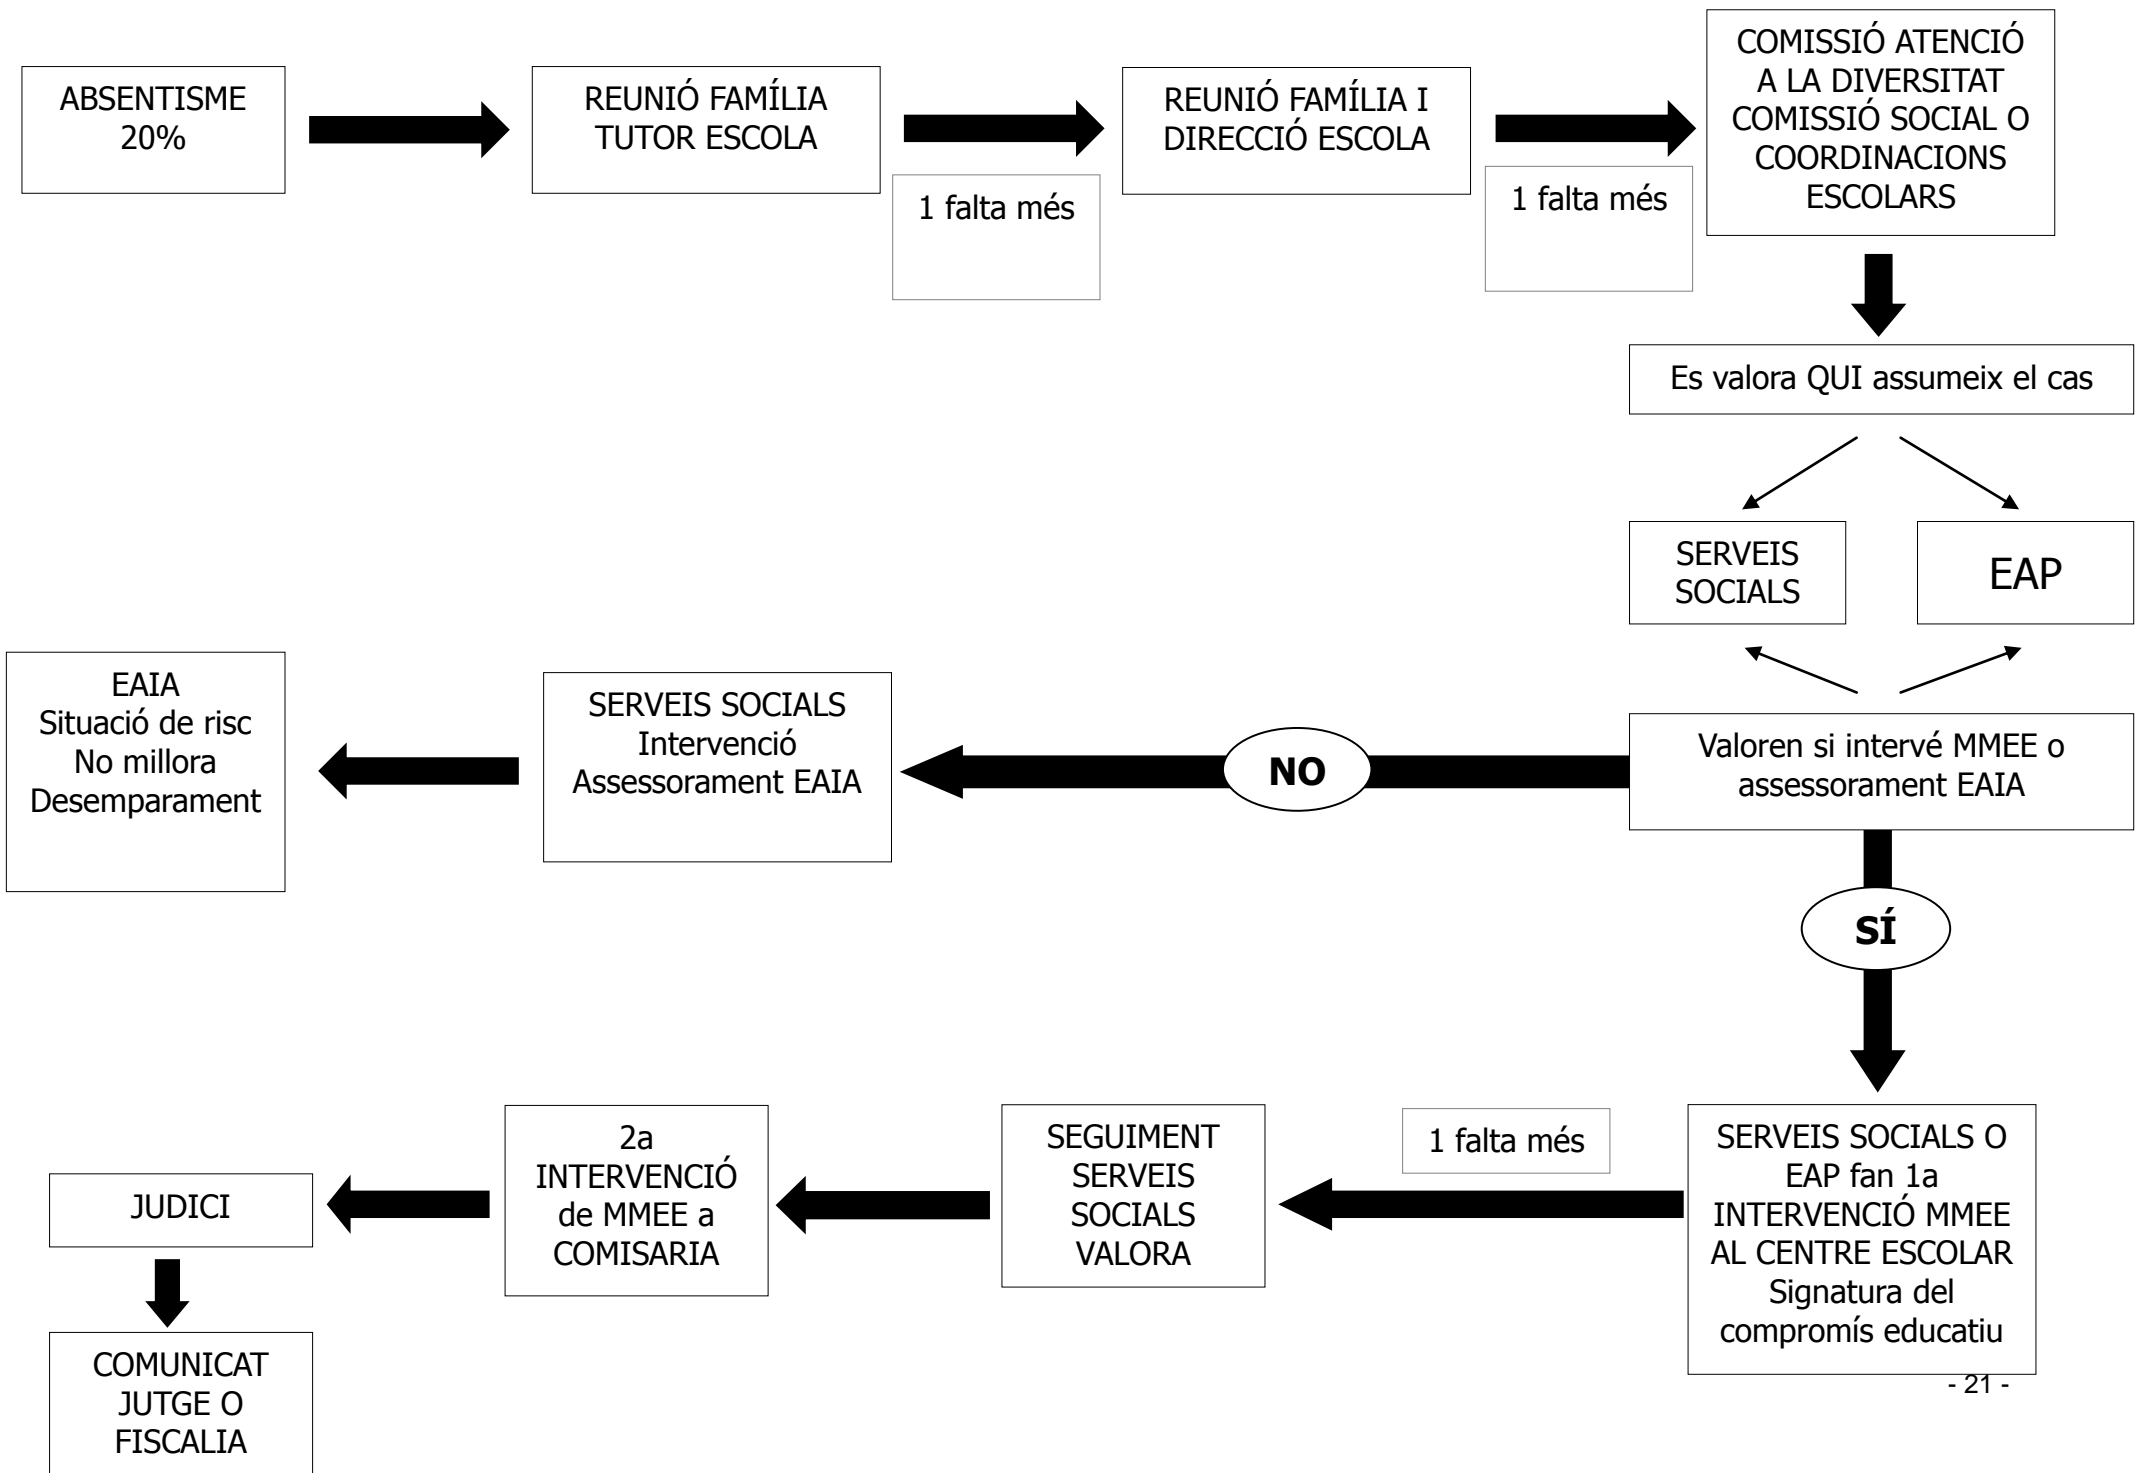 ABSENTISME
20%
REUNIÓ FAMÍLIA
TUTOR ESCOLA
1 falta més
REUNIÓ FAMÍLIA I
DIRECCIÓ ESCOLA
1 falta més
COMISSIÓ ATENCIÓ
A LA DIVERSITAT
COMISSIÓ SOCIAL O
COORDINACIONS
ESCOLARS
Es valora QUI assumeix el cas
SERVEIS
SOCIALS
EAP
Valoren si intervé MMEE o
assessorament EAIA
NO
SERVEIS SOCIALS
Intervenció
Assessorament EAIA
EAIA
Situació de risc
No millora
Desemparament
SÍ
SERVEIS SOCIALS O
EAP fan 1a
INTERVENCIÓ MMEE
AL CENTRE ESCOLAR
Signatura del
compromís educatiu
1 falta més
SEGUIMENT
SERVEIS
SOCIALS
VALORA
2a
INTERVENCIÓ
de MMEE a
COMISARIA
JUDICI
COMUNICAT
JUTGE O
FISCALIA
- 21 -